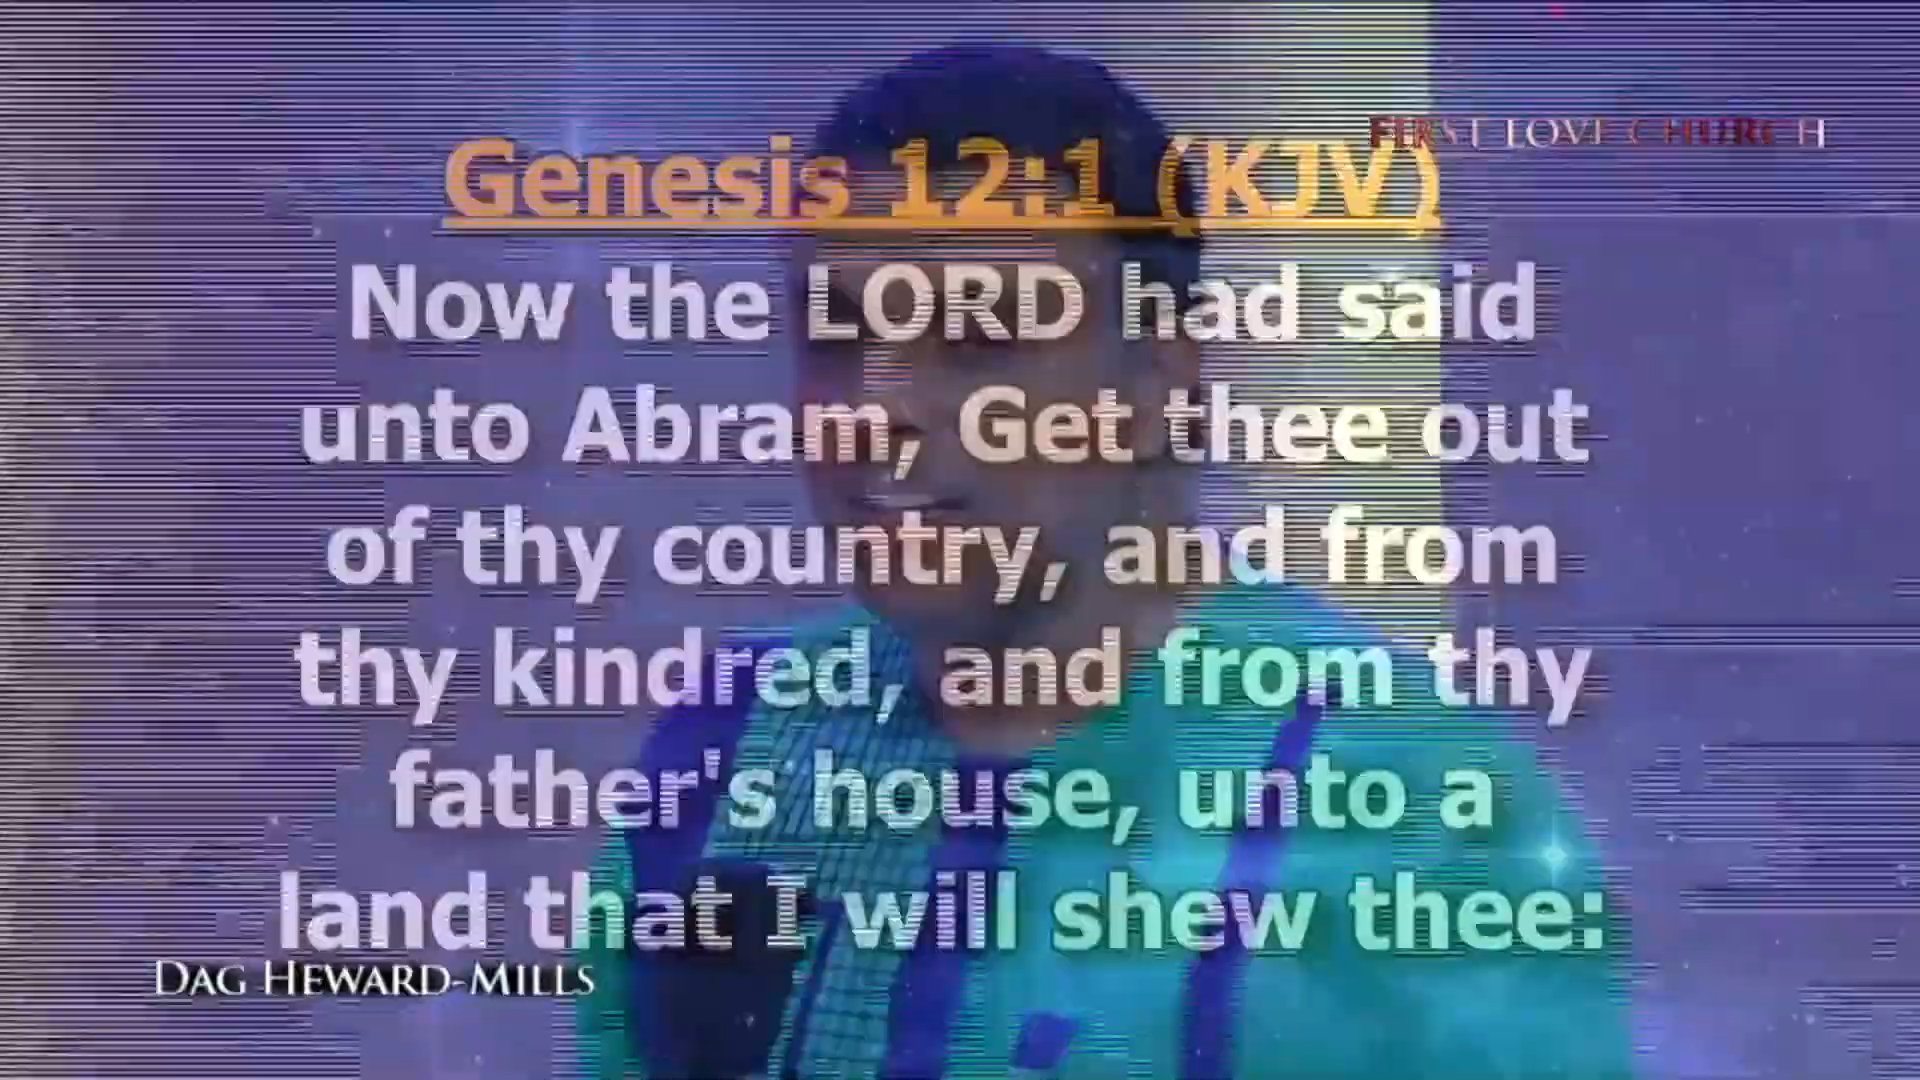 FIRST LOVE CHURCH
Genesis 12:1 (KJV)
Now the LORD had said
unto Abram, Get thee out
of thy country, and from
thy kindred, and from thy
father's house, unto a
land that I will shew thee:
DAG HEWARD-MILLS